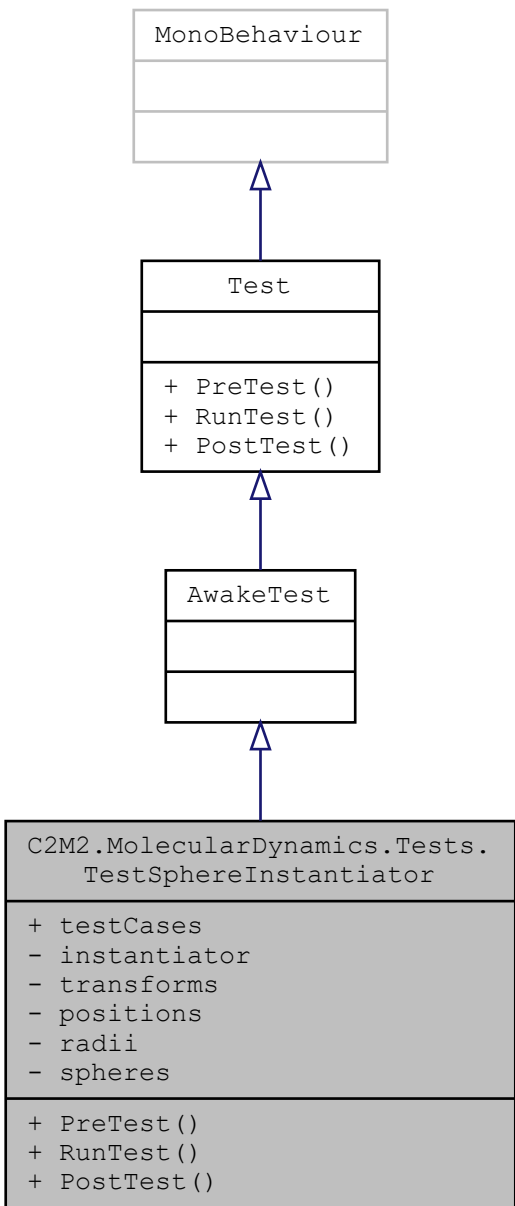 MonoBehaviour
Test
+ PreTest()
+ RunTest()
+ PostTest()
AwakeTest
C2M2.MolecularDynamics.Tests.
TestSphereInstantiator
+ testCases
- instantiator
- transforms
- positions
- radii
- spheres
+ PreTest()
+ RunTest()
+ PostTest()